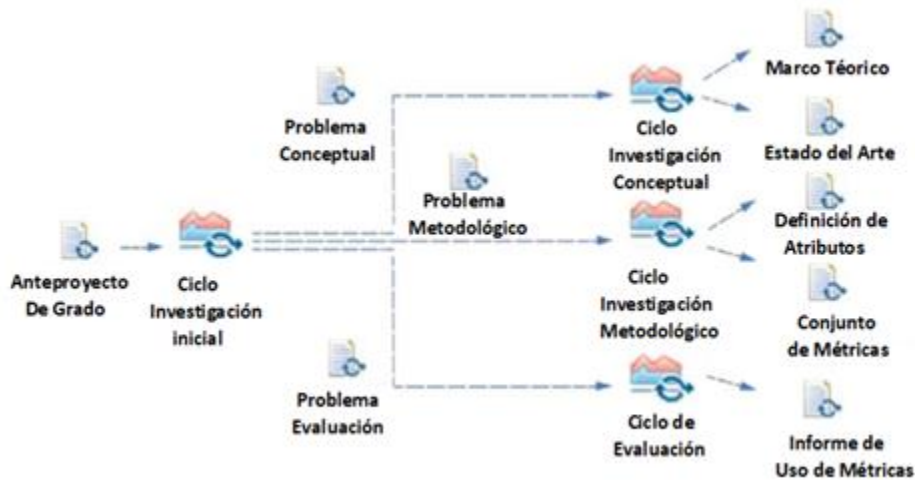 Marco Téorico
Problema
Conceptual
Ciclo
Investigación
Conceptual
Estado del Arte
Problema
Metodológico
Definición de
Atributos
Anteproyecto
De Grado
Ciclo
Investigación
inicial
Ciclo
Investigación
Metodológico
Conjunto
de Métricas
Problema
Evaluación
Ciclo de
Evaluación
Informe de
Uso de Métricas